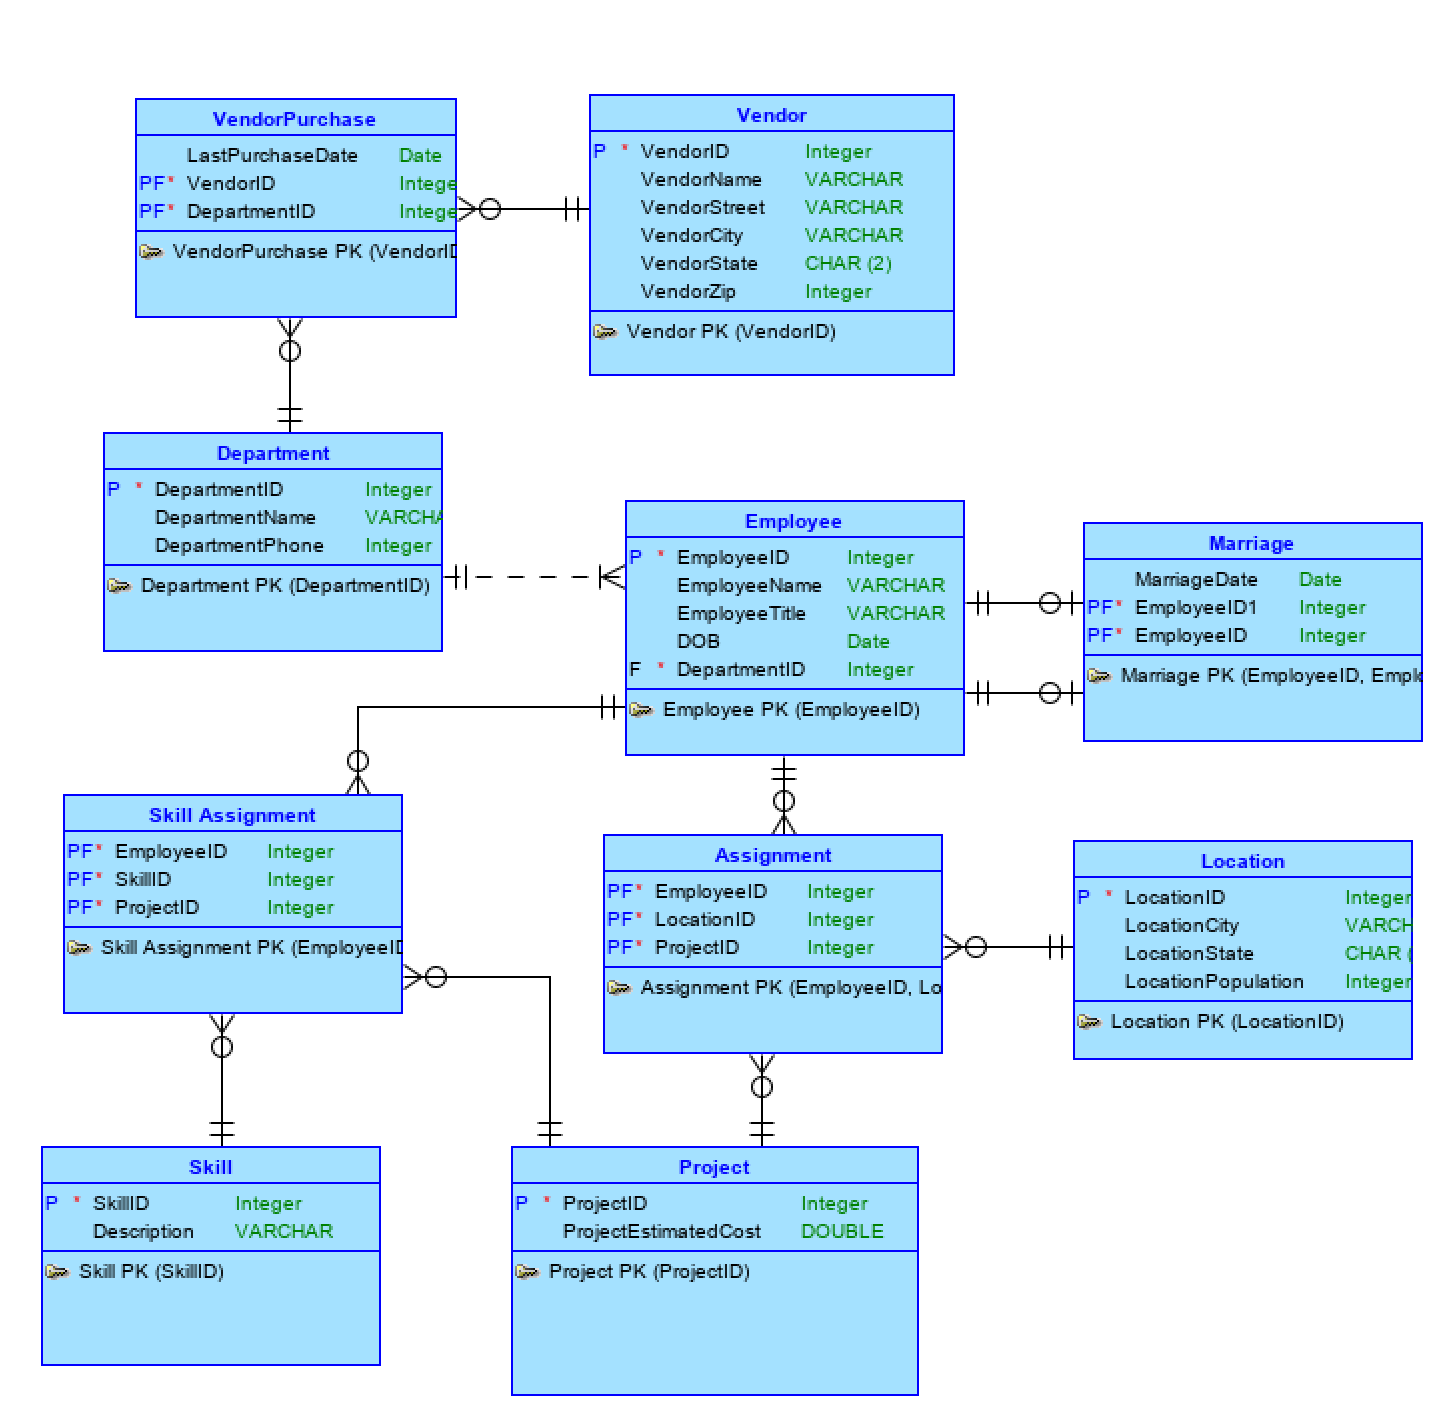 VendorPurchase
LastPurchaseDate Date
PF* VendorID Intege
PF* DepartmentID Intege
VendorPurchase PK (VendorID
Vendor
P * VendorID Integer
VendorName VARCHAR
VendorStreet VARCHAR
VendorCity VARCHAR
VendorState CHAR (2)
VendorZip Integer
Vendor PK (VendorID)
Department
P * DepartmentID Integer
DepartmentName VARCHA
DepartmentPhone Integer
Department PK (DepartmentID)
Employee
P * EmployeeID Integer
EmployeeName VARCHAR
EmployeeTitle VARCHAR
DOB Date
F * DepartmentID Integer
Employee PK (EmployeeID)
Marriage
MarriageDate Date
PF* EmployeeID1 Integer
PF* EmployeeID Integer
Marriage PK (EmployeeID, Empl
Skill Assignment
PF* EmployeeID Integer
PF* SkillID Integer
PF* ProjectID Integer
Skill Assignment PK (EmployeeID
Assignment
PF* EmployeeID Integer
PF* LocationID Integer
PF* ProjectID Integer
Assignment PK (EmployeeID, Lo
Location
P * LocationID Integer
LocationCity VARCH
LocationState CHAR (
LocationPopulation Integer
Location PK (LocationID)
Skill
P * SkillID Integer
Description VARCHAR
Skill PK (SkillID)
Project
P * ProjectID Integer
ProjectEstimatedCost DOUBLE
Project PK (ProjectID)